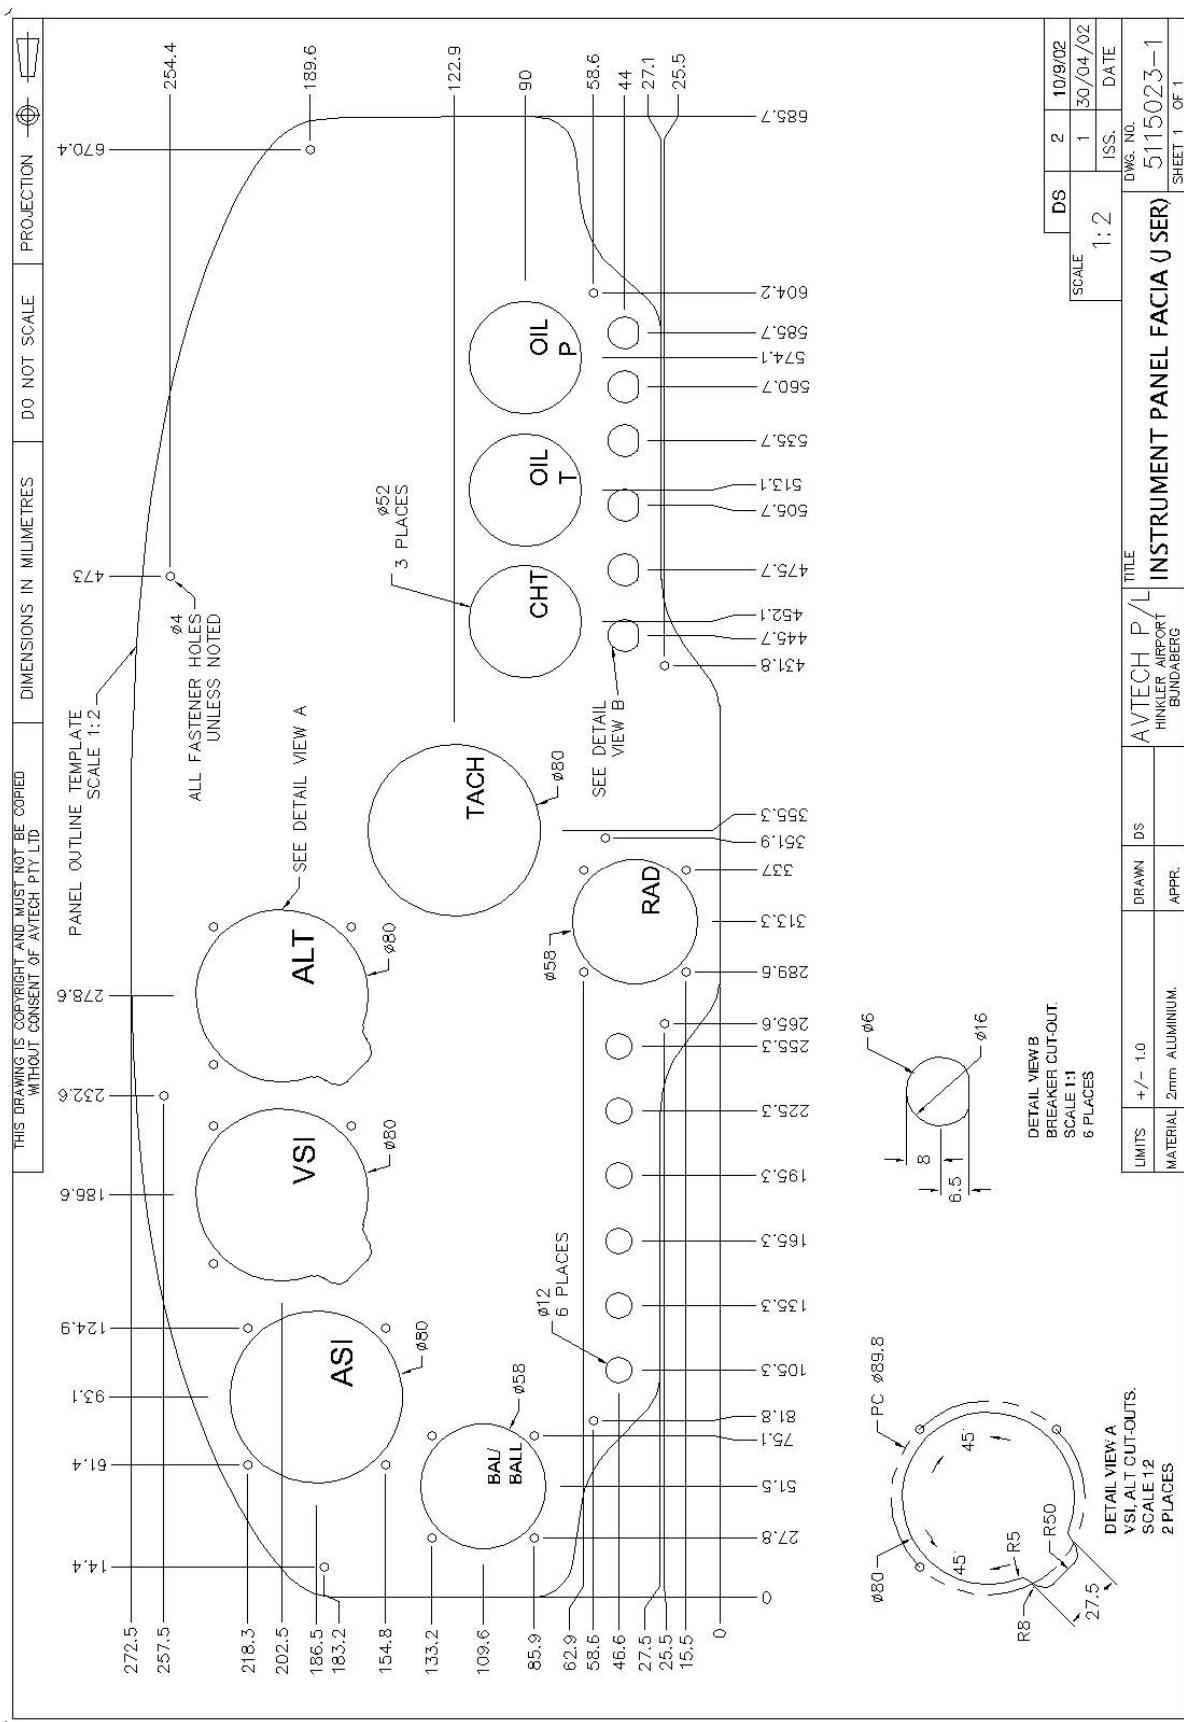 THIS DRAWING IS COPYRIGHT AND MUST NOT BE COPIED
WITHOUT CONSENT OF AVTECH PTY LTD
DIMENSIONS IN MILIMETRES
DO NOT SCALE
PROJECTION
PANEL OUTLINE TEMPLATE
SCALE 1:2
ø4
ALL FASTENER HOLES
UNLESS NOTED
SEE DETAIL VIEW A
14.4
61.4
93.1
124.9
186.6
232.6
278.6
473
670.4
272.5
257.5
218.3
202.5
186.5
183.2
154.8
133.2
109.6
85.9
62.9
58.6
46.6
27.5
25.5
15.5
0
254.4
189.6
122.9
90
58.6
44
27.1
25.5
ASI
ø80
VSI
ø80
ALT
ø80
TACH
ø80
BAL/
BALL
ø58
RAD
ø58
ø52
3 PLACES
CHT
OIL
T
OIL
P
ø12
6 PLACES
SEE DETAIL
VIEW B
0
27.8
51.5
75.1
81.8
105.3
135.3
165.3
195.3
225.3
255.3
265.6
289.6
313.3
337
351.9
355.3
431.8
445.7
452.1
475.7
505.7
513.1
535.7
560.7
574.1
585.7
604.2
685.7
ø80
PC ø89.8
45°
45°
R5
R50
R8
27.5
DETAIL VIEW A
VSI, ALT CUT-OUTS.
SCALE 1:2
2 PLACES
ø6
ø16
8
6.5
DETAIL VIEW B
BREAKER CUT-OUT.
SCALE 1:1
6 PLACES
DS
2
10/9/02
1
30/04/02
ISS.
DATE
SCALE
1:2
LIMITS
+/- 1.0
MATERIAL
2mm ALUMINIUM.
DRAWN
DS
APPR.
AVTECH P/L
HINKLER AIRPORT
BUNDABERG
TITLE
INSTRUMENT PANEL FACIA (J SER)
DWG. NO.
5115023-1
SHEET 1 OF 1